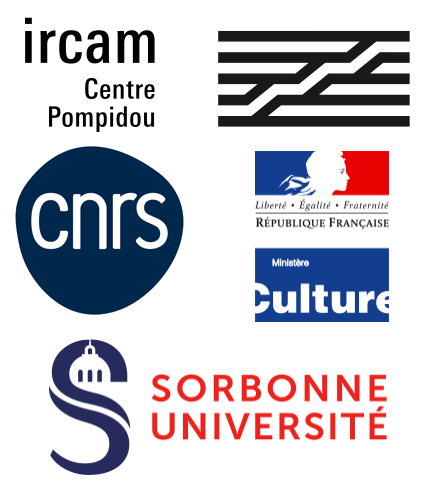 ircam
Centre
Pompidou
cnrs
Liberté • Égalité • Fraternité
RÉPUBLIQUE FRANÇAISE
Ministère
Culture
SORBONNE
UNIVERSITÉ